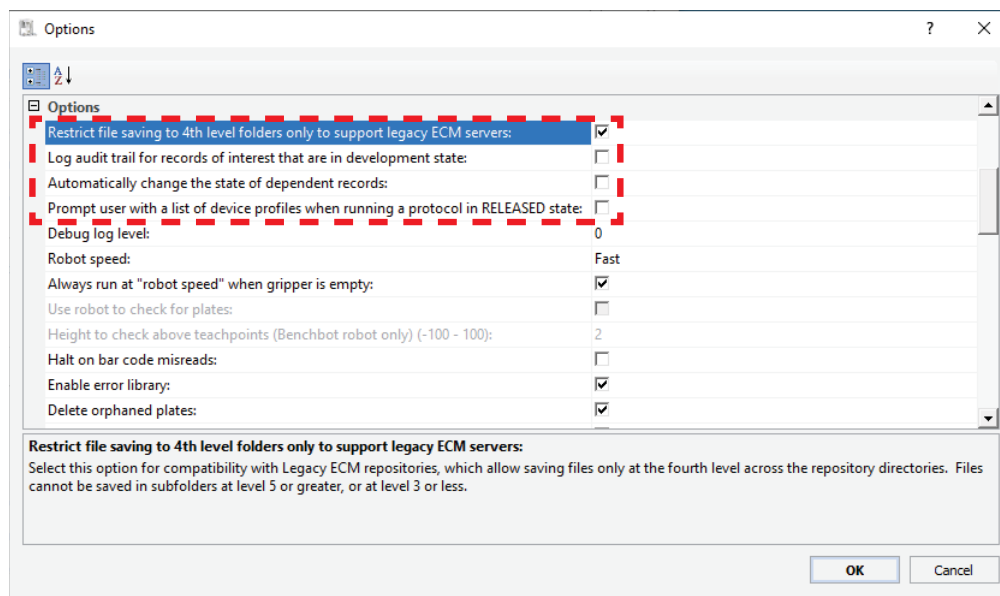 Options
?
A
Z
Options
Restrict file saving to 4th level folders only to support legacy ECM servers:
Log audit trail for records of interest that are in development state:
Automatically change the state of dependent records:
Prompt user with a list of device profiles when running a protocol in RELEASED state:
Debug log level: 0
Robot speed: Fast
Always run at "robot speed" when gripper is empty:
Use robot to check for plates:
Height to check above teachpoints (Benchbot robot only) (-100 - 100): 2
Halt on bar code misreads:
Enable error library:
Delete orphaned plates:
Restrict file saving to 4th level folders only to support legacy ECM servers:
Select this option for compatibility with Legacy ECM repositories, which allow saving files only at the fourth level across the repository directories. Files
cannot be saved in subfolders at level 5 or greater, or at level 3 or less.
OK Cancel